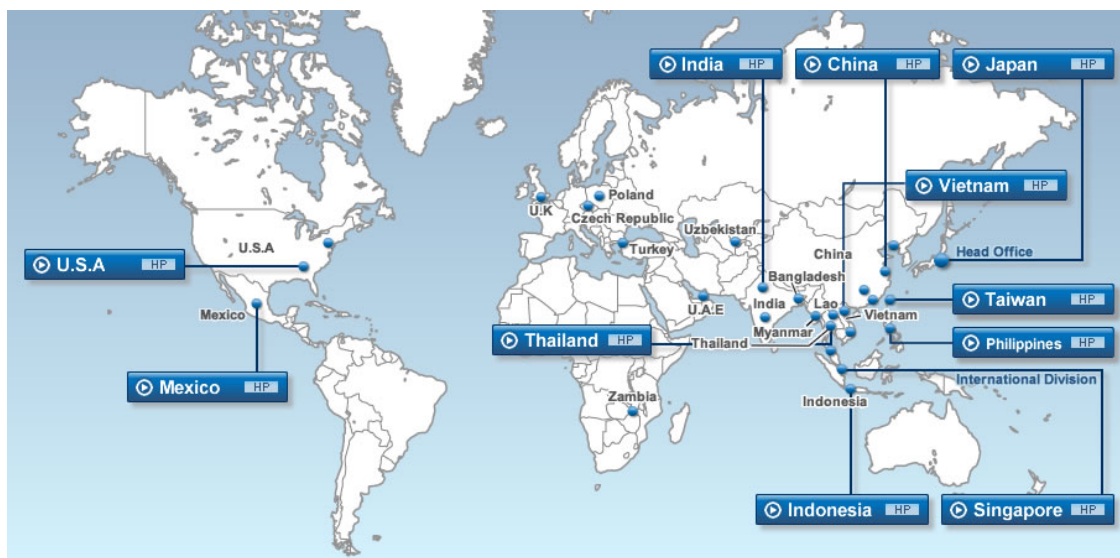 India HP
China HP
Japan HP
Vietnam HP
Poland
U.K
Czech Republic
Uzbekistan
U.S.A
Turkey
China
Head Office
U.S.A HP
Bangladesh
Mexico
U.A.E
India
Lao
Taiwan HP
Myanmar
Vietnam
Thailand HP
Thailand
Philippines HP
Mexico HP
International Division
Zambia
Indonesia
Indonesia HP
Singapore HP